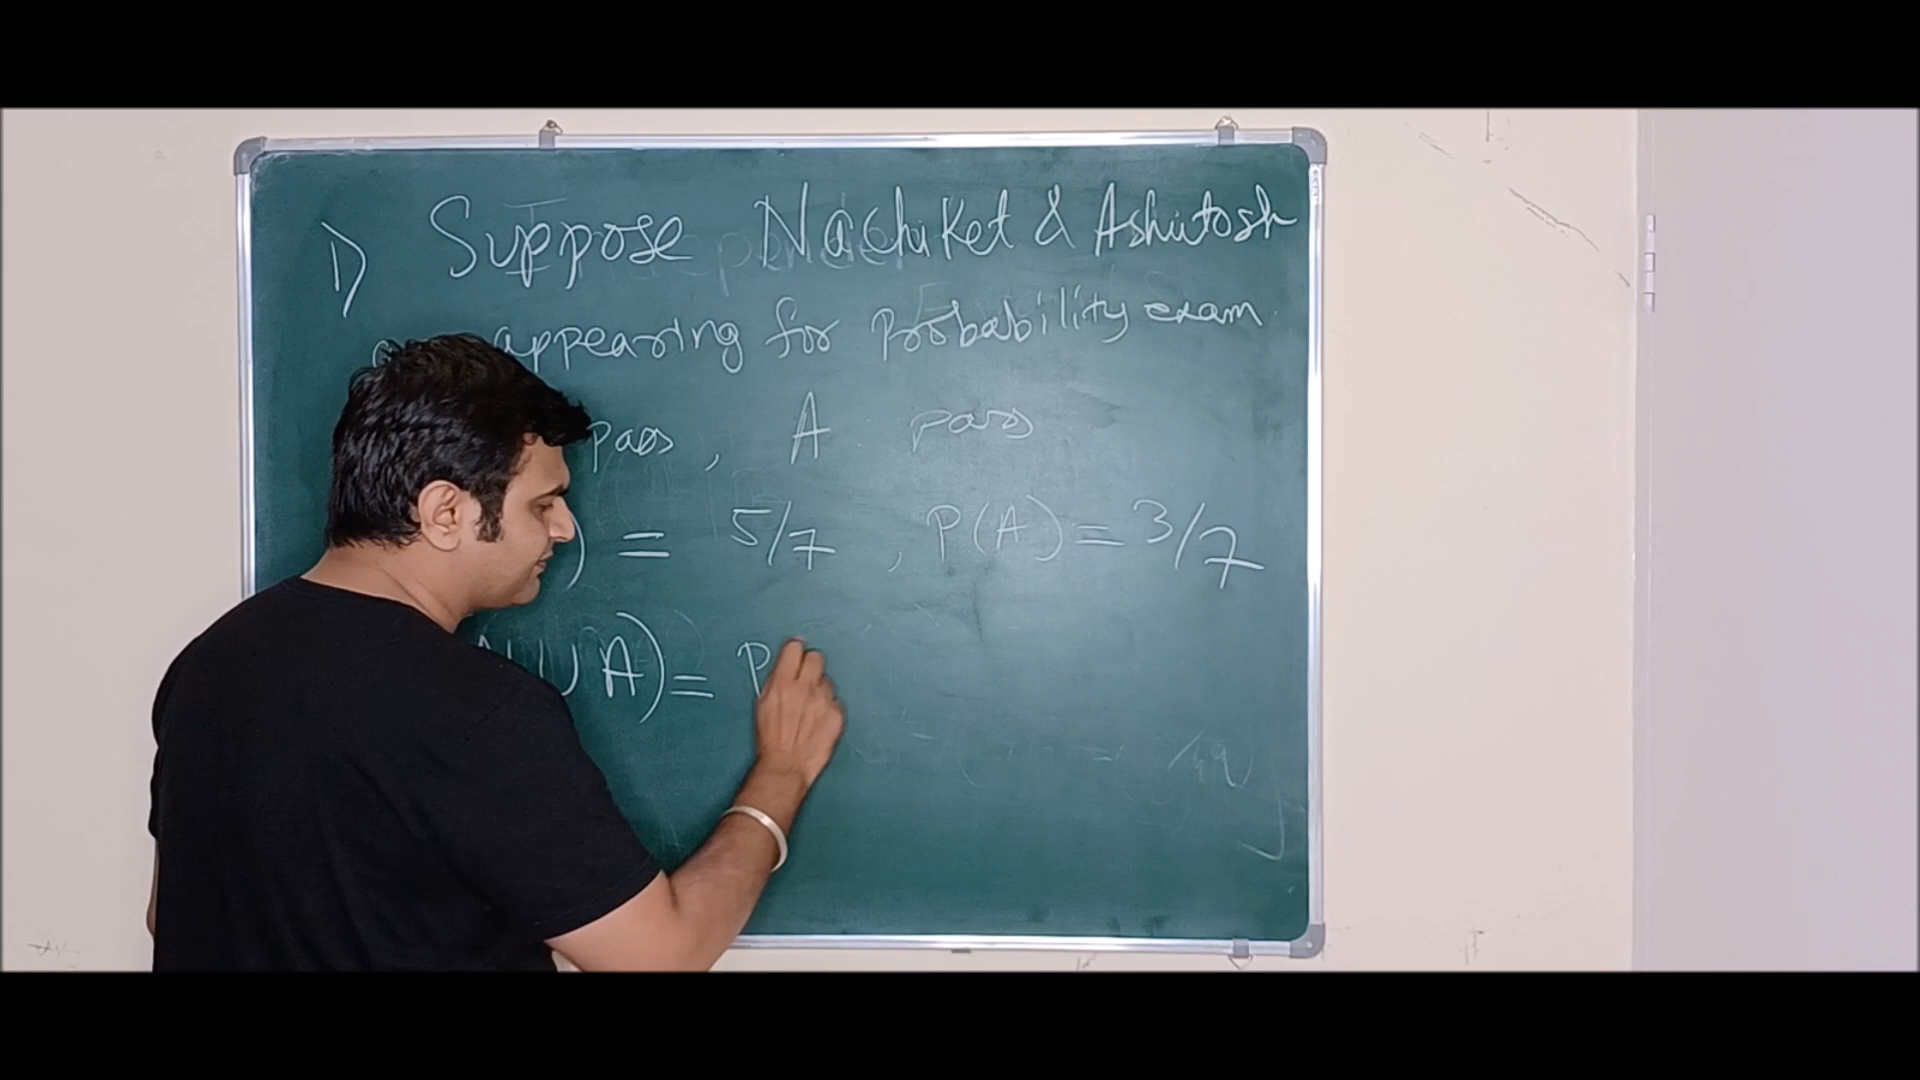 1) Suppose Nachiket & Ashutosh
appearing for Probability exam.
pass, A pass
) = 5/7, P(A) = 3/7
∪ A) = P